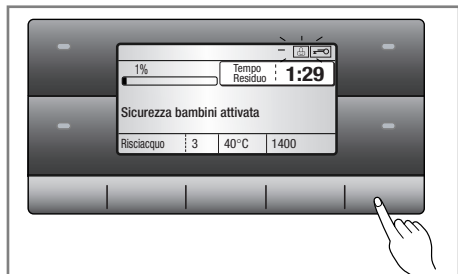 1%
Tempo
Residuo
1:29
Sicurezza bambini attivata
Risciacquo 3 40°C 1400